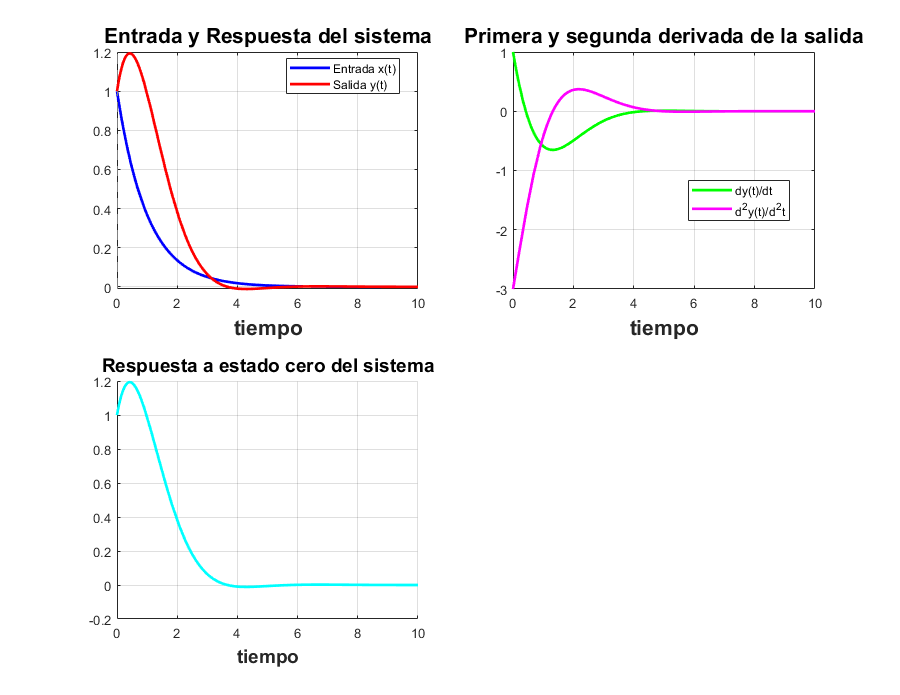 Entrada y Respuesta del sistema
1.2
1
0.8
0.6
0.4
0.2
0
0 2 4 6 8 10
tiempo
Entrada x(t)
Salida y(t)
Primera y segunda derivada de la salida
1
0
-1
-2
-3
0 2 4 6 8 10
tiempo
dy(t)/dt
d²y(t)/d²t
Respuesta a estado cero del sistema
1.2
1
0.8
0.6
0.4
0.2
0
-0.2
0 2 4 6 8 10
tiempo